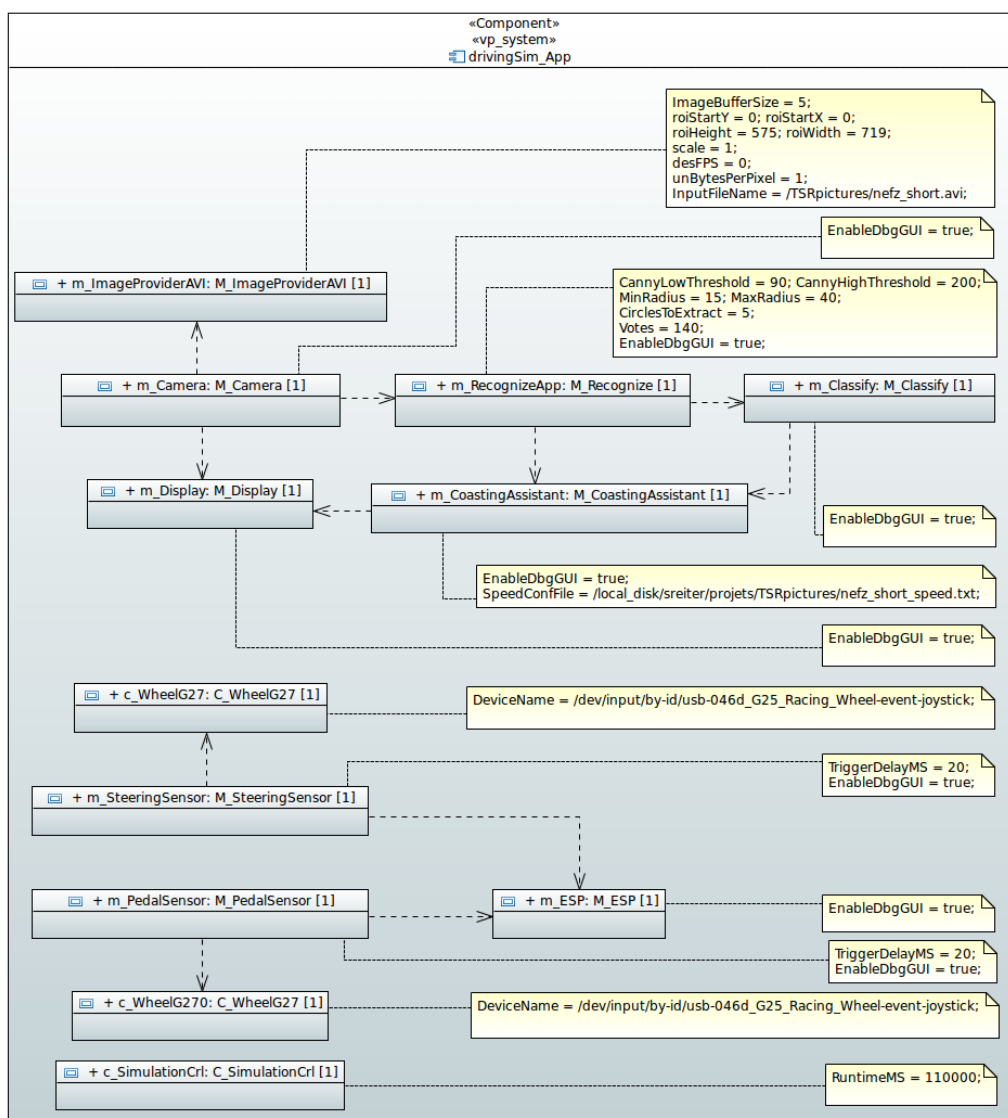 «Component»
«vp_system»
drivingSim_App
ImageBufferSize = 5;
roiStartY = 0; roiStartX = 0;
roiHeight = 575; roiWidth = 719;
scale = 1;
desFPS = 0;
unBytesPerPixel = 1;
InputFileName = /TSRpictures/nefz_short.avi;
EnableDbgGUI = true;
+ m_ImageProviderAVI: M_ImageProviderAVI [1]
CannyLowThreshold = 90; CannyHighThreshold = 200;
MinRadius = 15; MaxRadius = 40;
CirclesToExtract = 5;
Votes = 140;
EnableDbgGUI = true;
+ m_Camera: M_Camera [1]
+ m_RecognizeApp: M_Recognize [1]
+ m_Classify: M_Classify [1]
+ m_Display: M_Display [1]
+ m_CoastingAssistant: M_CoastingAssistant [1]
EnableDbgGUI = true;
EnableDbgGUI = true;
SpeedConfFile = /local_disk/sreiter/projets/TSRpictures/nefz_short_speed.txt;
EnableDbgGUI = true;
+ c_WheelG27: C_WheelG27 [1]
DeviceName = /dev/input/by-id/usb-046d_G25_Racing_Wheel-event-joystick;
TriggerDelayMS = 20;
EnableDbgGUI = true;
+ m_SteeringSensor: M_SteeringSensor [1]
+ m_PedalSensor: M_PedalSensor [1]
+ m_ESP: M_ESP [1]
EnableDbgGUI = true;
TriggerDelayMS = 20;
EnableDbgGUI = true;
+ c_WheelG270: C_WheelG27 [1]
DeviceName = /dev/input/by-id/usb-046d_G25_Racing_Wheel-event-joystick;
+ c_SimulationCrl: C_SimulationCrl [1]
RuntimeMS = 110000;